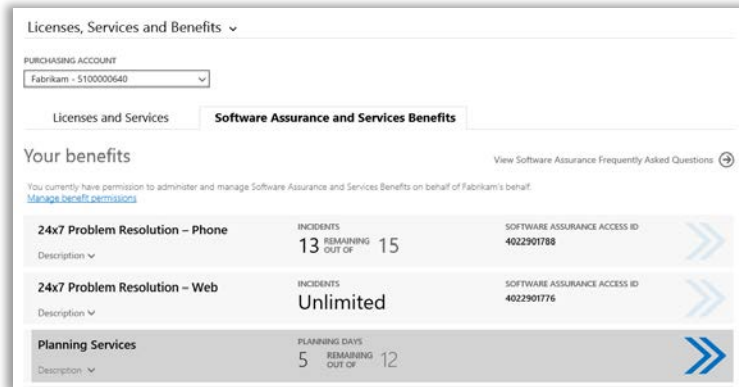 Licenses, Services and Benefits
PURCHASING ACCOUNT
Fabrikam - 5100000640
Licenses and Services
Software Assurance and Services Benefits
Your benefits
View Software Assurance Frequently Asked Questions
You currently have permission to administer and manage Software Assurance and Services Benefits on behalf of Fabrikam's behalf.
Manage benefit permissions
24x7 Problem Resolution – Phone
Description
INCIDENTS
13 REMAINING OUT OF 15
SOFTWARE ASSURANCE ACCESS ID
4022901788
24x7 Problem Resolution – Web
Description
INCIDENTS
Unlimited
SOFTWARE ASSURANCE ACCESS ID
4022901776
Planning Services
Description
PLANNING DAYS
5 REMAINING OUT OF 12